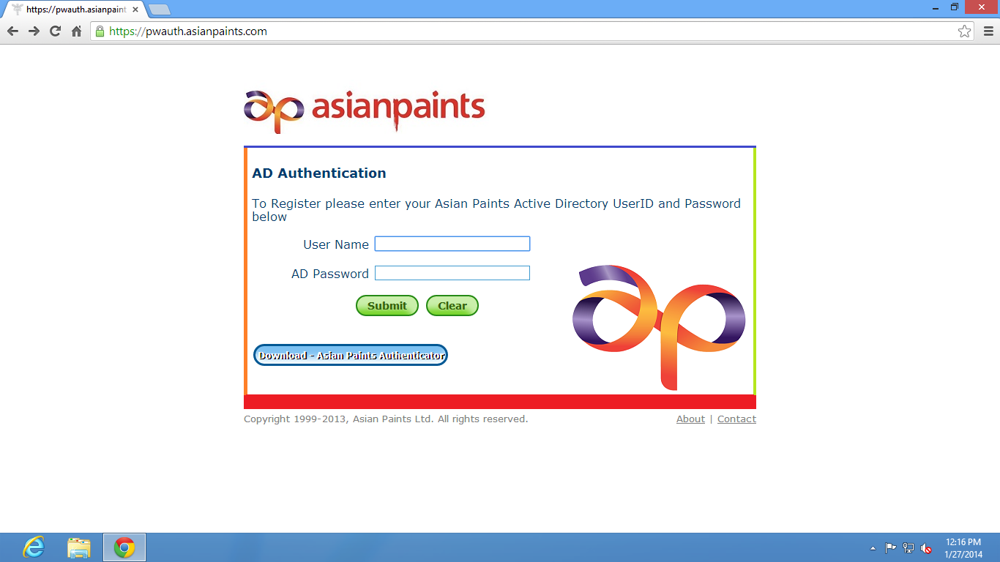 https://pwauth.asianpaint
https://pwauth.asianpaints.com
asianpaints
AD Authentication
To Register please enter your Asian Paints Active Directory UserID and Password
below
User Name
AD Password
Submit Clear
Download - Asian Paints Authenticator
Copyright 1999-2013, Asian Paints Ltd. All rights reserved. About | Contact
12:16 PM
1/27/2014